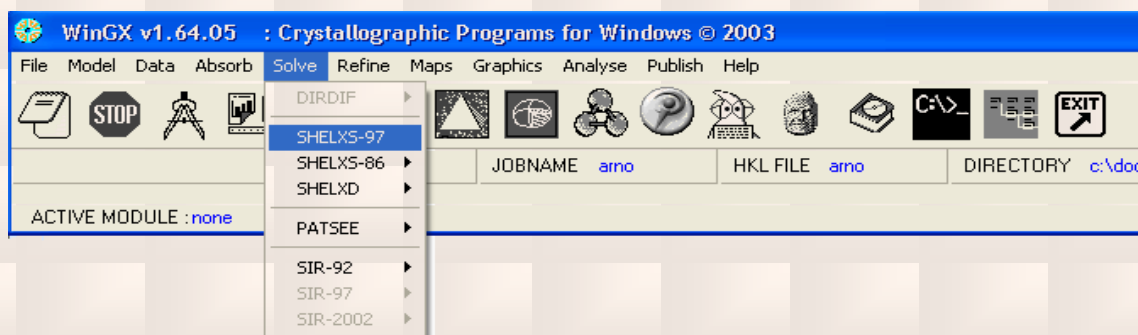 WinGX v1.64.05 : Crystallographic Programs for Windows © 2003
File Model Data Absorb Solve Refine Maps Graphics Analyse Publish Help
STOP C:\>_ EXIT
DIRDIF
SHELXS-97
SHELXS-86
SHELXD
PATSEE
SIR-92
SIR-97
SIR-2002
JOBNAME arno HKL FILE arno DIRECTORY c:\doc
ACTIVE MODULE : none